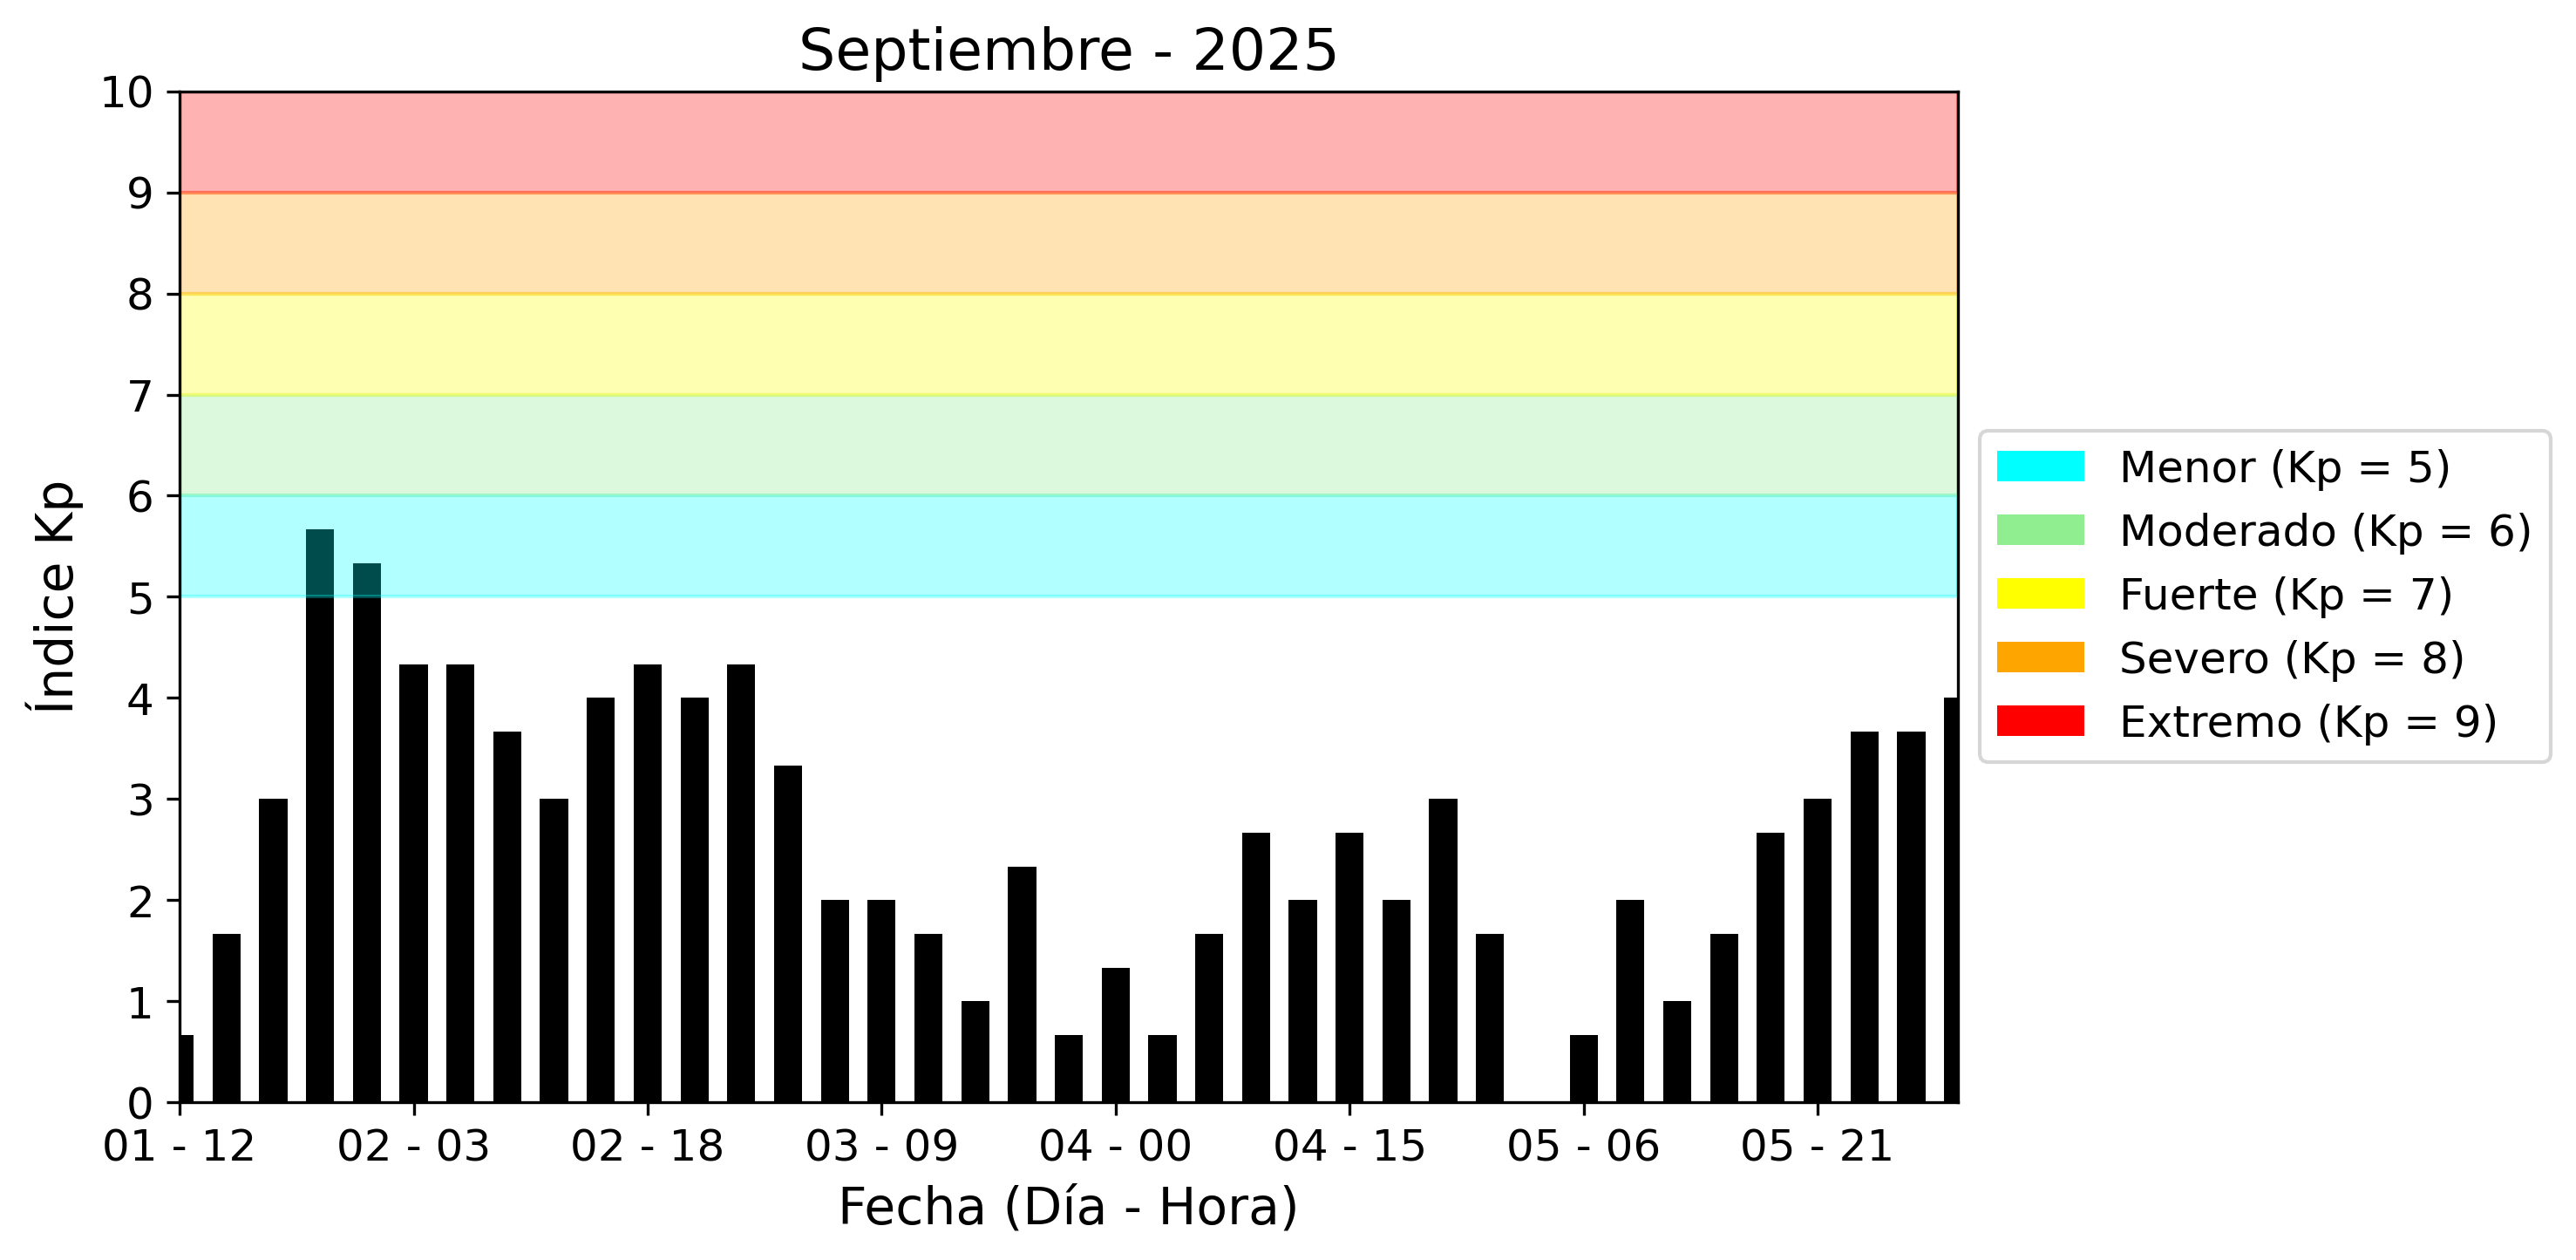 Septiembre - 2025
10
9
8
7
6
5
4
3
2
1
0
Índice Kp
01 - 12
02 - 03
02 - 18
03 - 09
04 - 00
04 - 15
05 - 06
05 - 21
Fecha (Día - Hora)
Menor (Kp = 5)
Moderado (Kp = 6)
Fuerte (Kp = 7)
Severo (Kp = 8)
Extremo (Kp = 9)